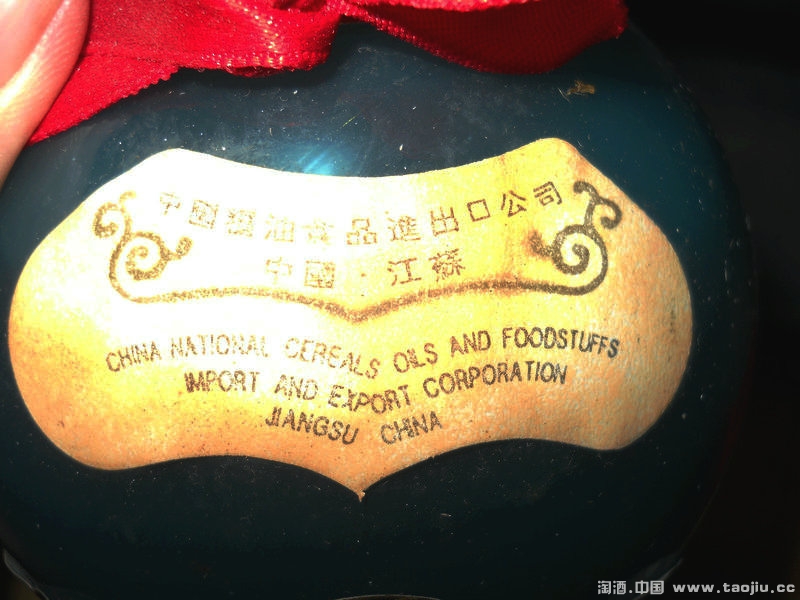 中國糧油食品進出口公司
中國·江蘇
CHINA NATIONAL CEREALS OILS AND FOODSTUFFS
IMPORT AND EXPORT CORPORATION
JIANGSU CHINA
淘酒.中国 www.taojiu.cc